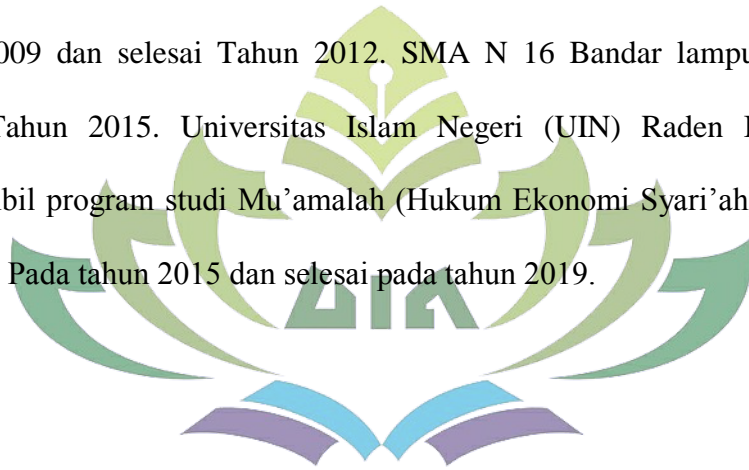 009 dan selesai Tahun 2012. SMA N 16 Bandar lampu
Tahun 2015. Universitas Islam Negeri (UIN) Raden
bil program studi Mu’amalah (Hukum Ekonomi Syari’ah
Pada tahun 2015 dan selesai pada tahun 2019.
UIN